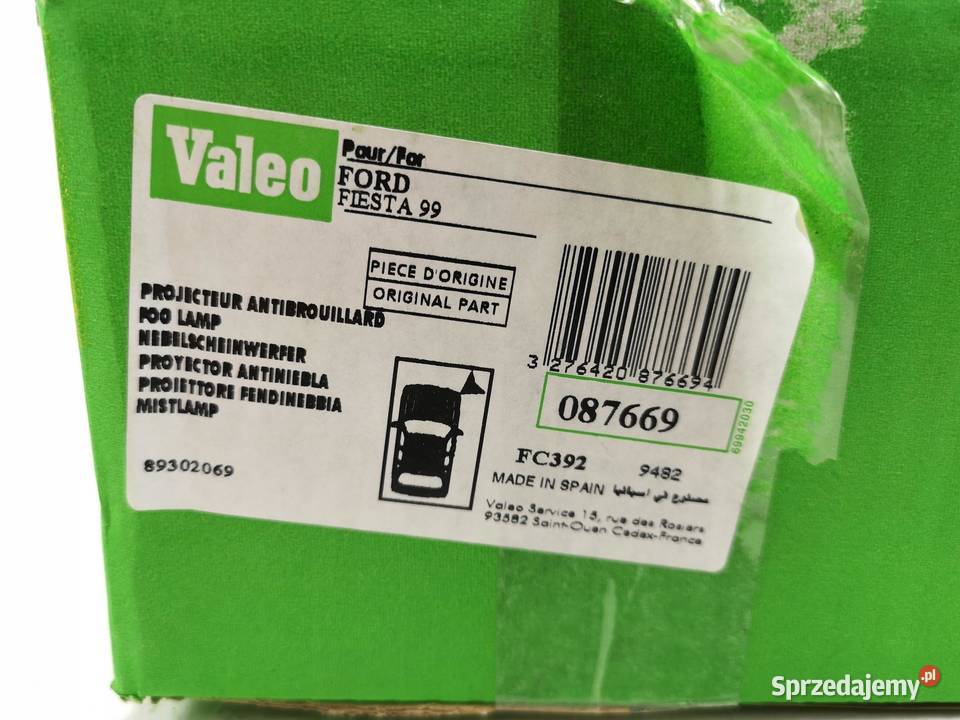 Valeo
Pour/For
FORD
FIESTA 99
PIECE D'ORIGINE
ORIGINAL PART
PROJECTEUR ANTIBROUILLARD
FOG LAMP
NEBELSCHEINWERFER
PROYECTOR ANTINIEBLA
PROIETTORE FENDINEBBIA
MISTLAMP
89302069
3 276420 876694
087669
69942030
FC392 9482
MADE IN SPAIN مصنوع في اسبانيا
Valeo Service 15, rue des Rosiers
93582 Saint-Ouen Cedex-France
Sprzedajemy.pl